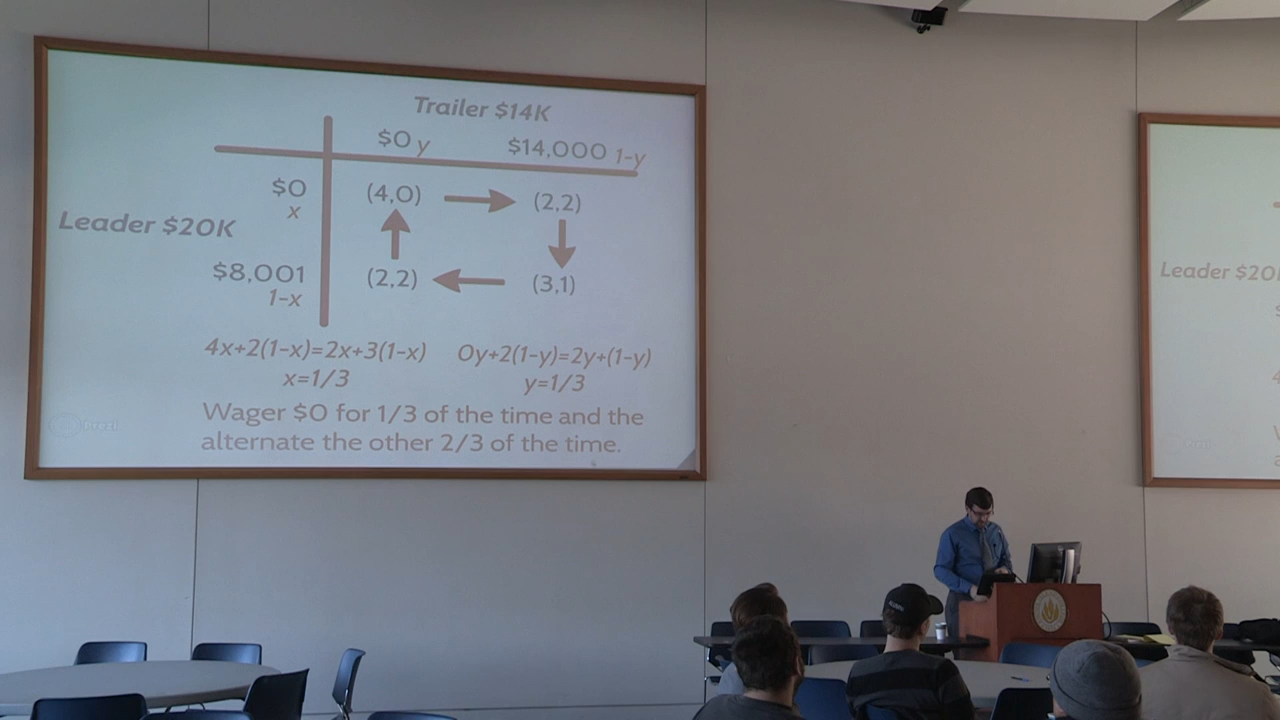 Trailer $14K
$0 y $14,000 1-y
$0 (4,0) (2,2)
x
Leader $20K
$8,001 (2,2) (3,1)
1-x
4x+2(1-x)=2x+3(1-x) 0y+2(1-y)=2y+(1-y)
x=1/3 y=1/3
Wager $0 for 1/3 of the time and the
alternate the other 2/3 of the time.
Prezi
Leader $20